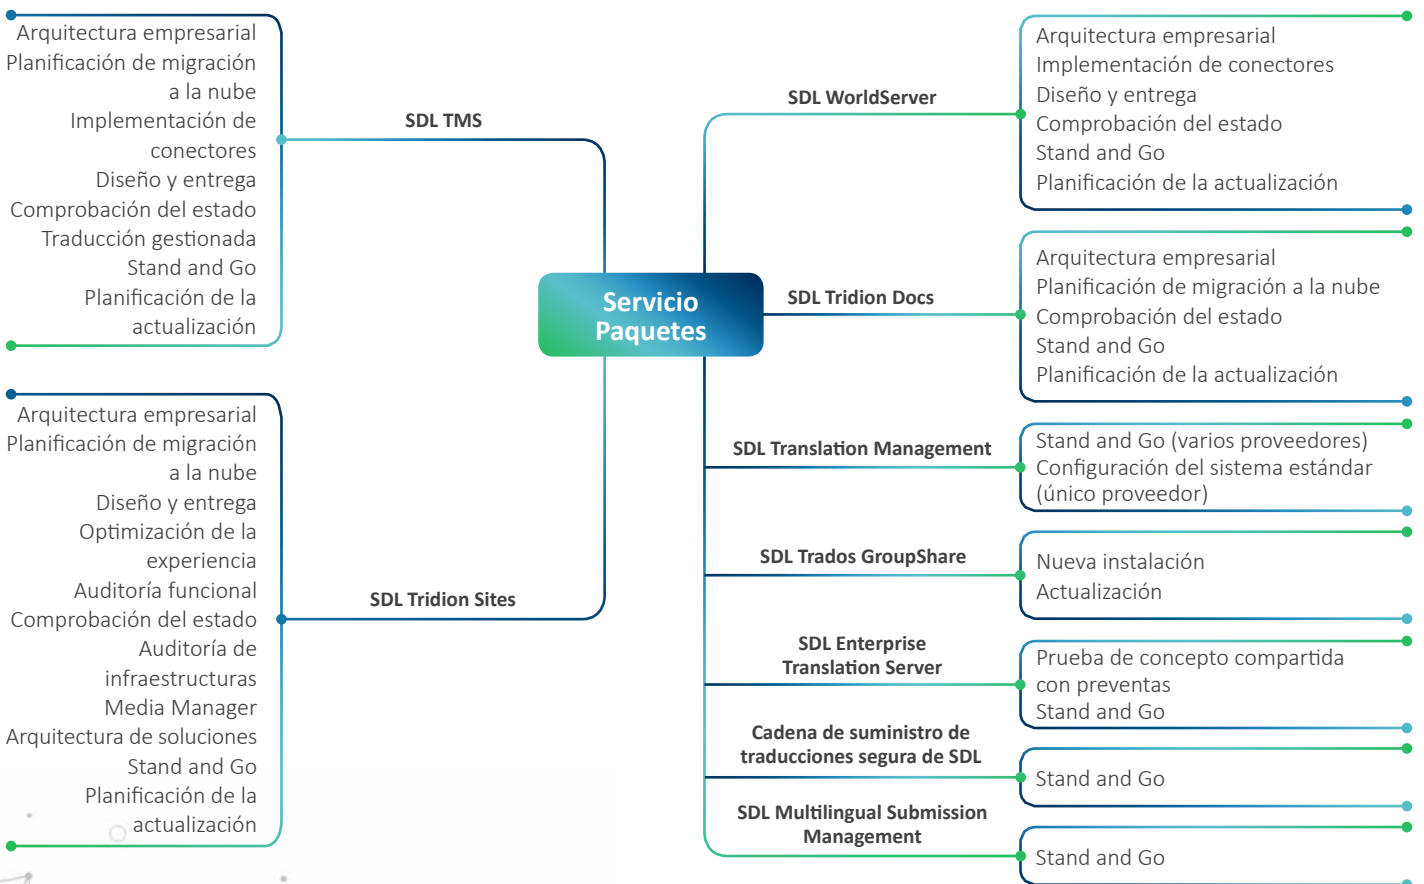 Arquitectura empresarial
Planificación de migración
a la nube
Implementación de
conectores
Diseño y entrega
Comprobación del estado
Traducción gestionada
Stand and Go
Planificación de la
actualización
SDL TMS
Arquitectura empresarial
Planificación de migración
a la nube
Diseño y entrega
Optimización de la
experiencia
Auditoría funcional
Comprobación del estado
Auditoría de
infraestructuras
Media Manager
Arquitectura de soluciones
Stand and Go
Planificación de la
actualización
SDL Tridion Sites
Servicio
Paquetes
SDL WorldServer
Arquitectura empresarial
Implementación de conectores
Diseño y entrega
Comprobación del estado
Stand and Go
Planificación de la actualización
SDL Tridion Docs
Arquitectura empresarial
Planificación de migración a la nube
Comprobación del estado
Stand and Go
Planificación de la actualización
SDL Translation Management
Stand and Go (varios proveedores)
Configuración del sistema estándar
(único proveedor)
SDL Trados GroupShare
Nueva instalación
Actualización
SDL Enterprise
Translation Server
Prueba de concepto compartida
con preventas
Stand and Go
Cadena de suministro de
traducciones segura de SDL
Stand and Go
SDL Multilingual Submission
Management
Stand and Go